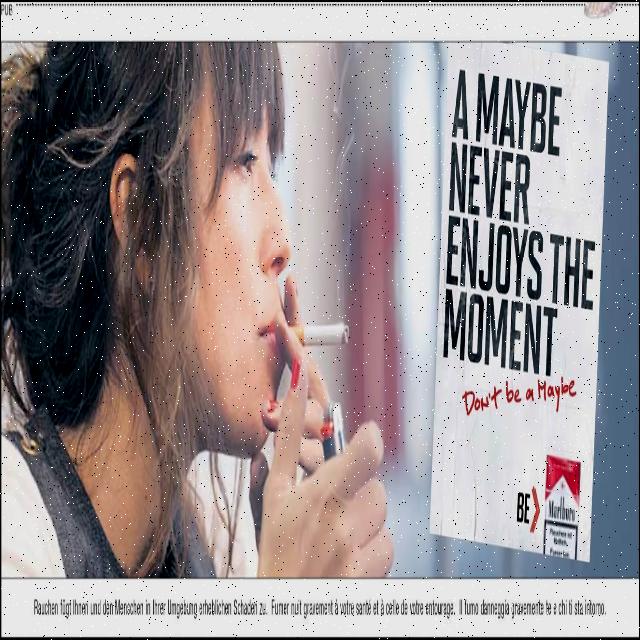 PUB
A MAYBE
NEVER
ENJOYS THE
MOMENT
Don't be a Maybe
BE>
Marlboro
Rauchen fügt Ihnen und den Menschen in Ihrer Umgebung erheblichen Schaden zu. Fumer nuit gravement à votre santé et à celle de votre entourage. Il fumo danneggia gravemente te e chi ti sta intorno.